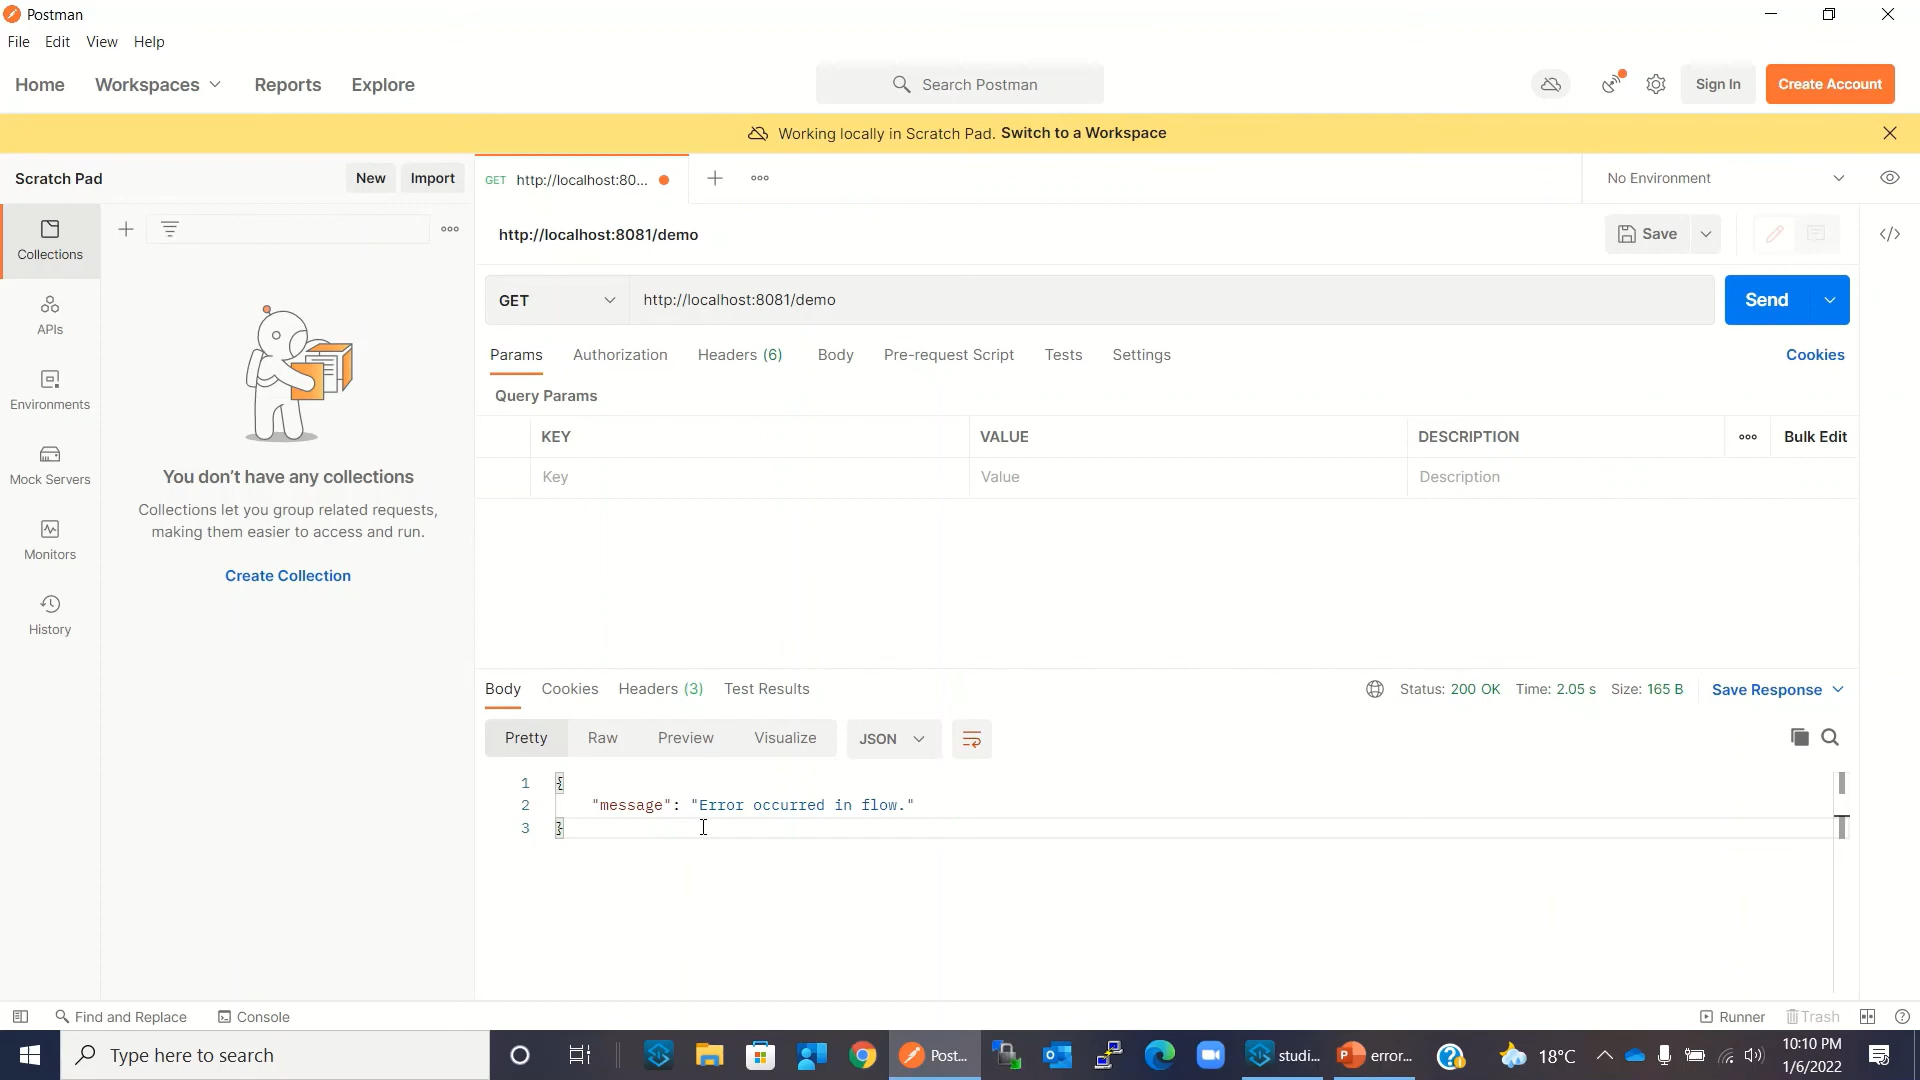 Postman
File Edit View Help
Home Workspaces Reports Explore
Search Postman
Sign In
Create Account
Working locally in Scratch Pad. Switch to a Workspace
Scratch Pad
New
Import
GET http://localhost:80...
No Environment
Collections
APIs
Environments
Mock Servers
Monitors
History
You don't have any collections
Collections let you group related requests,
making them easier to access and run.
Create Collection
http://localhost:8081/demo
Save
GET http://localhost:8081/demo
Send
Params Authorization Headers (6) Body Pre-request Script Tests Settings
Cookies
Query Params
KEY VALUE DESCRIPTION
Bulk Edit
Key Value Description
Body Cookies Headers (3) Test Results
Status: 200 OK Time: 2.05 s Size: 165 B Save Response
Pretty Raw Preview Visualize JSON
1 {
2 "message": "Error occurred in flow."
3 }
Find and Replace Console
Runner Trash
Type here to search
Post...
studi...
error...
18°C
10:10 PM
1/6/2022